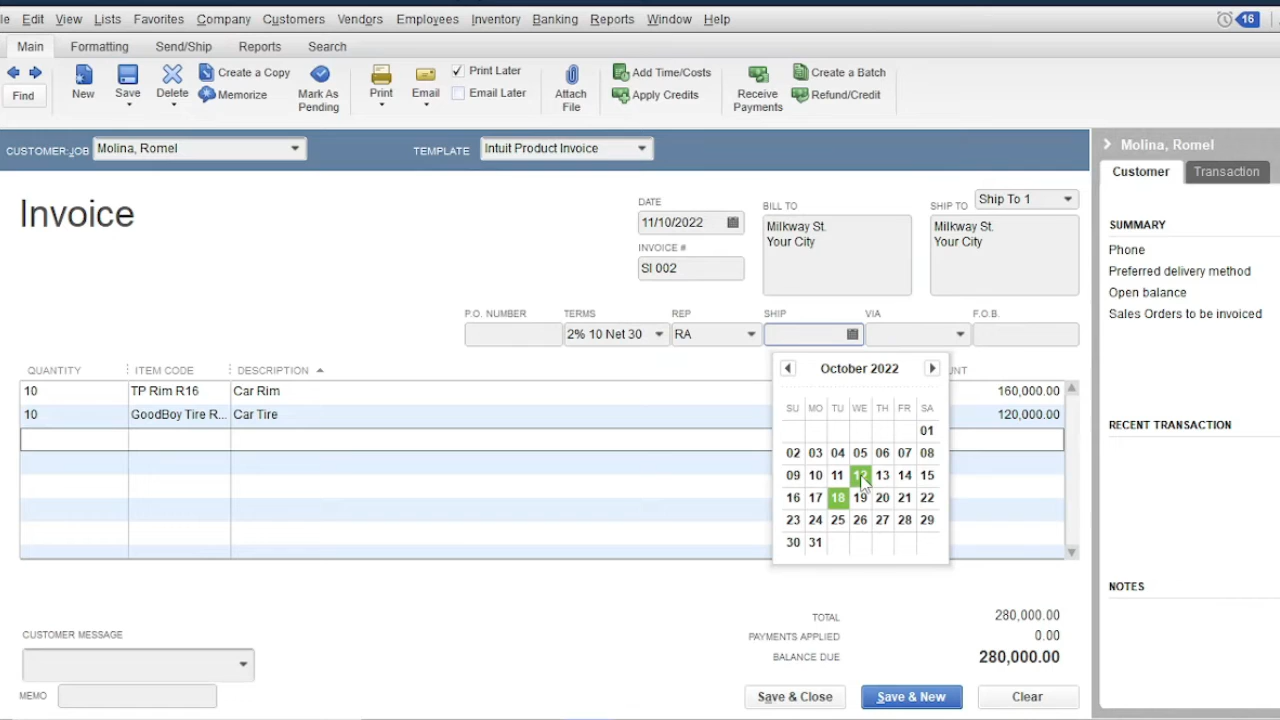 le Edit View Lists Favorites Company Customers Vendors Employees Inventory Banking Reports Window Help 16
Main Formatting Send/Ship Reports Search
Find New Save Delete Create a Copy Memorize Mark As Pending Print Email Print Later Email Later Attach File Add Time/Costs Apply Credits Receive Payments Create a Batch Refund/Credit
CUSTOMER:JOB Molina, Romel TEMPLATE Intuit Product Invoice
Molina, Romel
Customer Transaction
Invoice
DATE
11/10/2022
INVOICE #
SI 002
BILL TO
Milkway St.
Your City
SHIP TO Ship To 1
Milkway St.
Your City
P.O. NUMBER TERMS REP SHIP VIA F.O.B.
2% 10 Net 30 RA
QUANTITY ITEM CODE DESCRIPTION NT
10 TP Rim R16 Car Rim 160,000.00
10 GoodBoy Tire R... Car Tire 120,000.00
October 2022
SU MO TU WE TH FR SA
01
02 03 04 05 06 07 08
09 10 11 12 13 14 15
16 17 18 19 20 21 22
23 24 25 26 27 28 29
30 31
TOTAL 280,000.00
PAYMENTS APPLIED 0.00
BALANCE DUE 280,000.00
CUSTOMER MESSAGE
MEMO
Save & Close Save & New Clear
SUMMARY
Phone
Preferred delivery method
Open balance
Sales Orders to be invoiced
RECENT TRANSACTION
NOTES